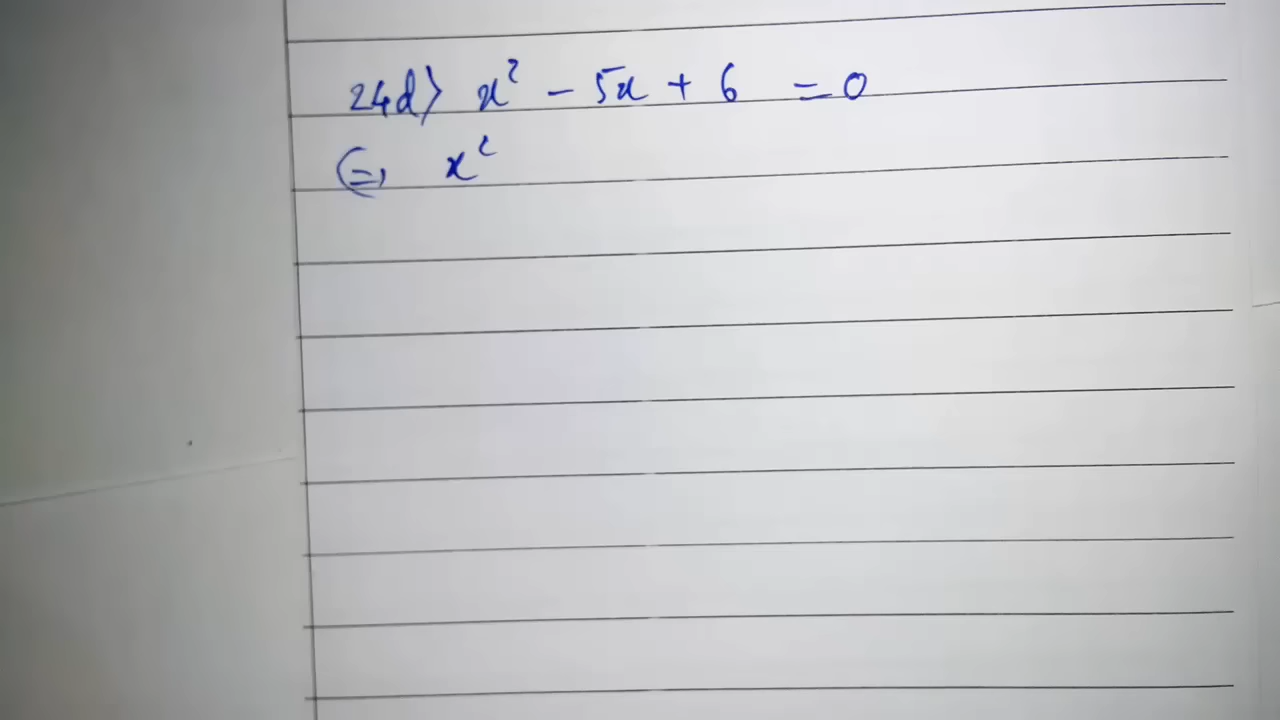 24d) x² - 5x + 6 = 0
⇔ x²